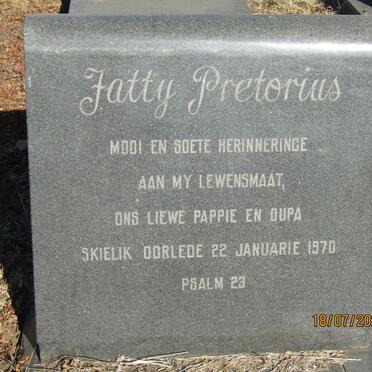 Fatty Pretorius
MOOI EN SOETE HERINNERINGE
AAN MY LEWENSMAAT,
ONS LIEWE PAPPIE EN OUPA
SKIELIK OORLEDE 22 JANUARIE 1970
PSALM 23
18/07/20